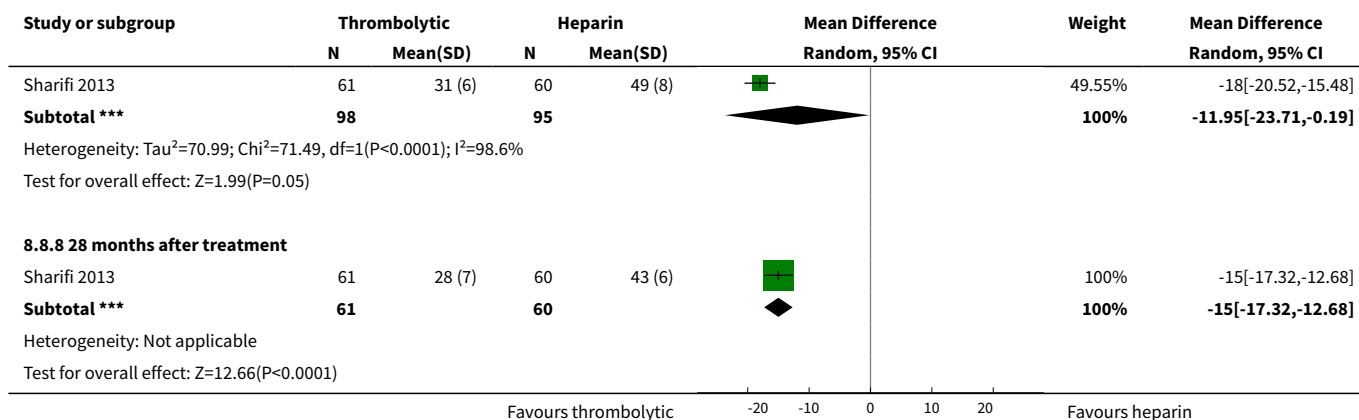 Study or subgroup Thrombolytic Heparin Mean Difference Weight Mean Difference
N Mean(SD) N Mean(SD) Random, 95% CI Random, 95% CI
Sharifi 2013 61 31 (6) 60 49 (8) 49.55% -18[-20.52,-15.48]
Subtotal *** 98 95 100% -11.95[-23.71,-0.19]
Heterogeneity: Tau²=70.99; Chi²=71.49, df=1(P<0.0001); I²=98.6%
Test for overall effect: Z=1.99(P=0.05)
8.8.8 28 months after treatment
Sharifi 2013 61 28 (7) 60 43 (6) 100% -15[-17.32,-12.68]
Subtotal *** 61 60 100% -15[-17.32,-12.68]
Heterogeneity: Not applicable
Test for overall effect: Z=12.66(P<0.0001)
Favours thrombolytic -20 -10 0 10 20 Favours heparin